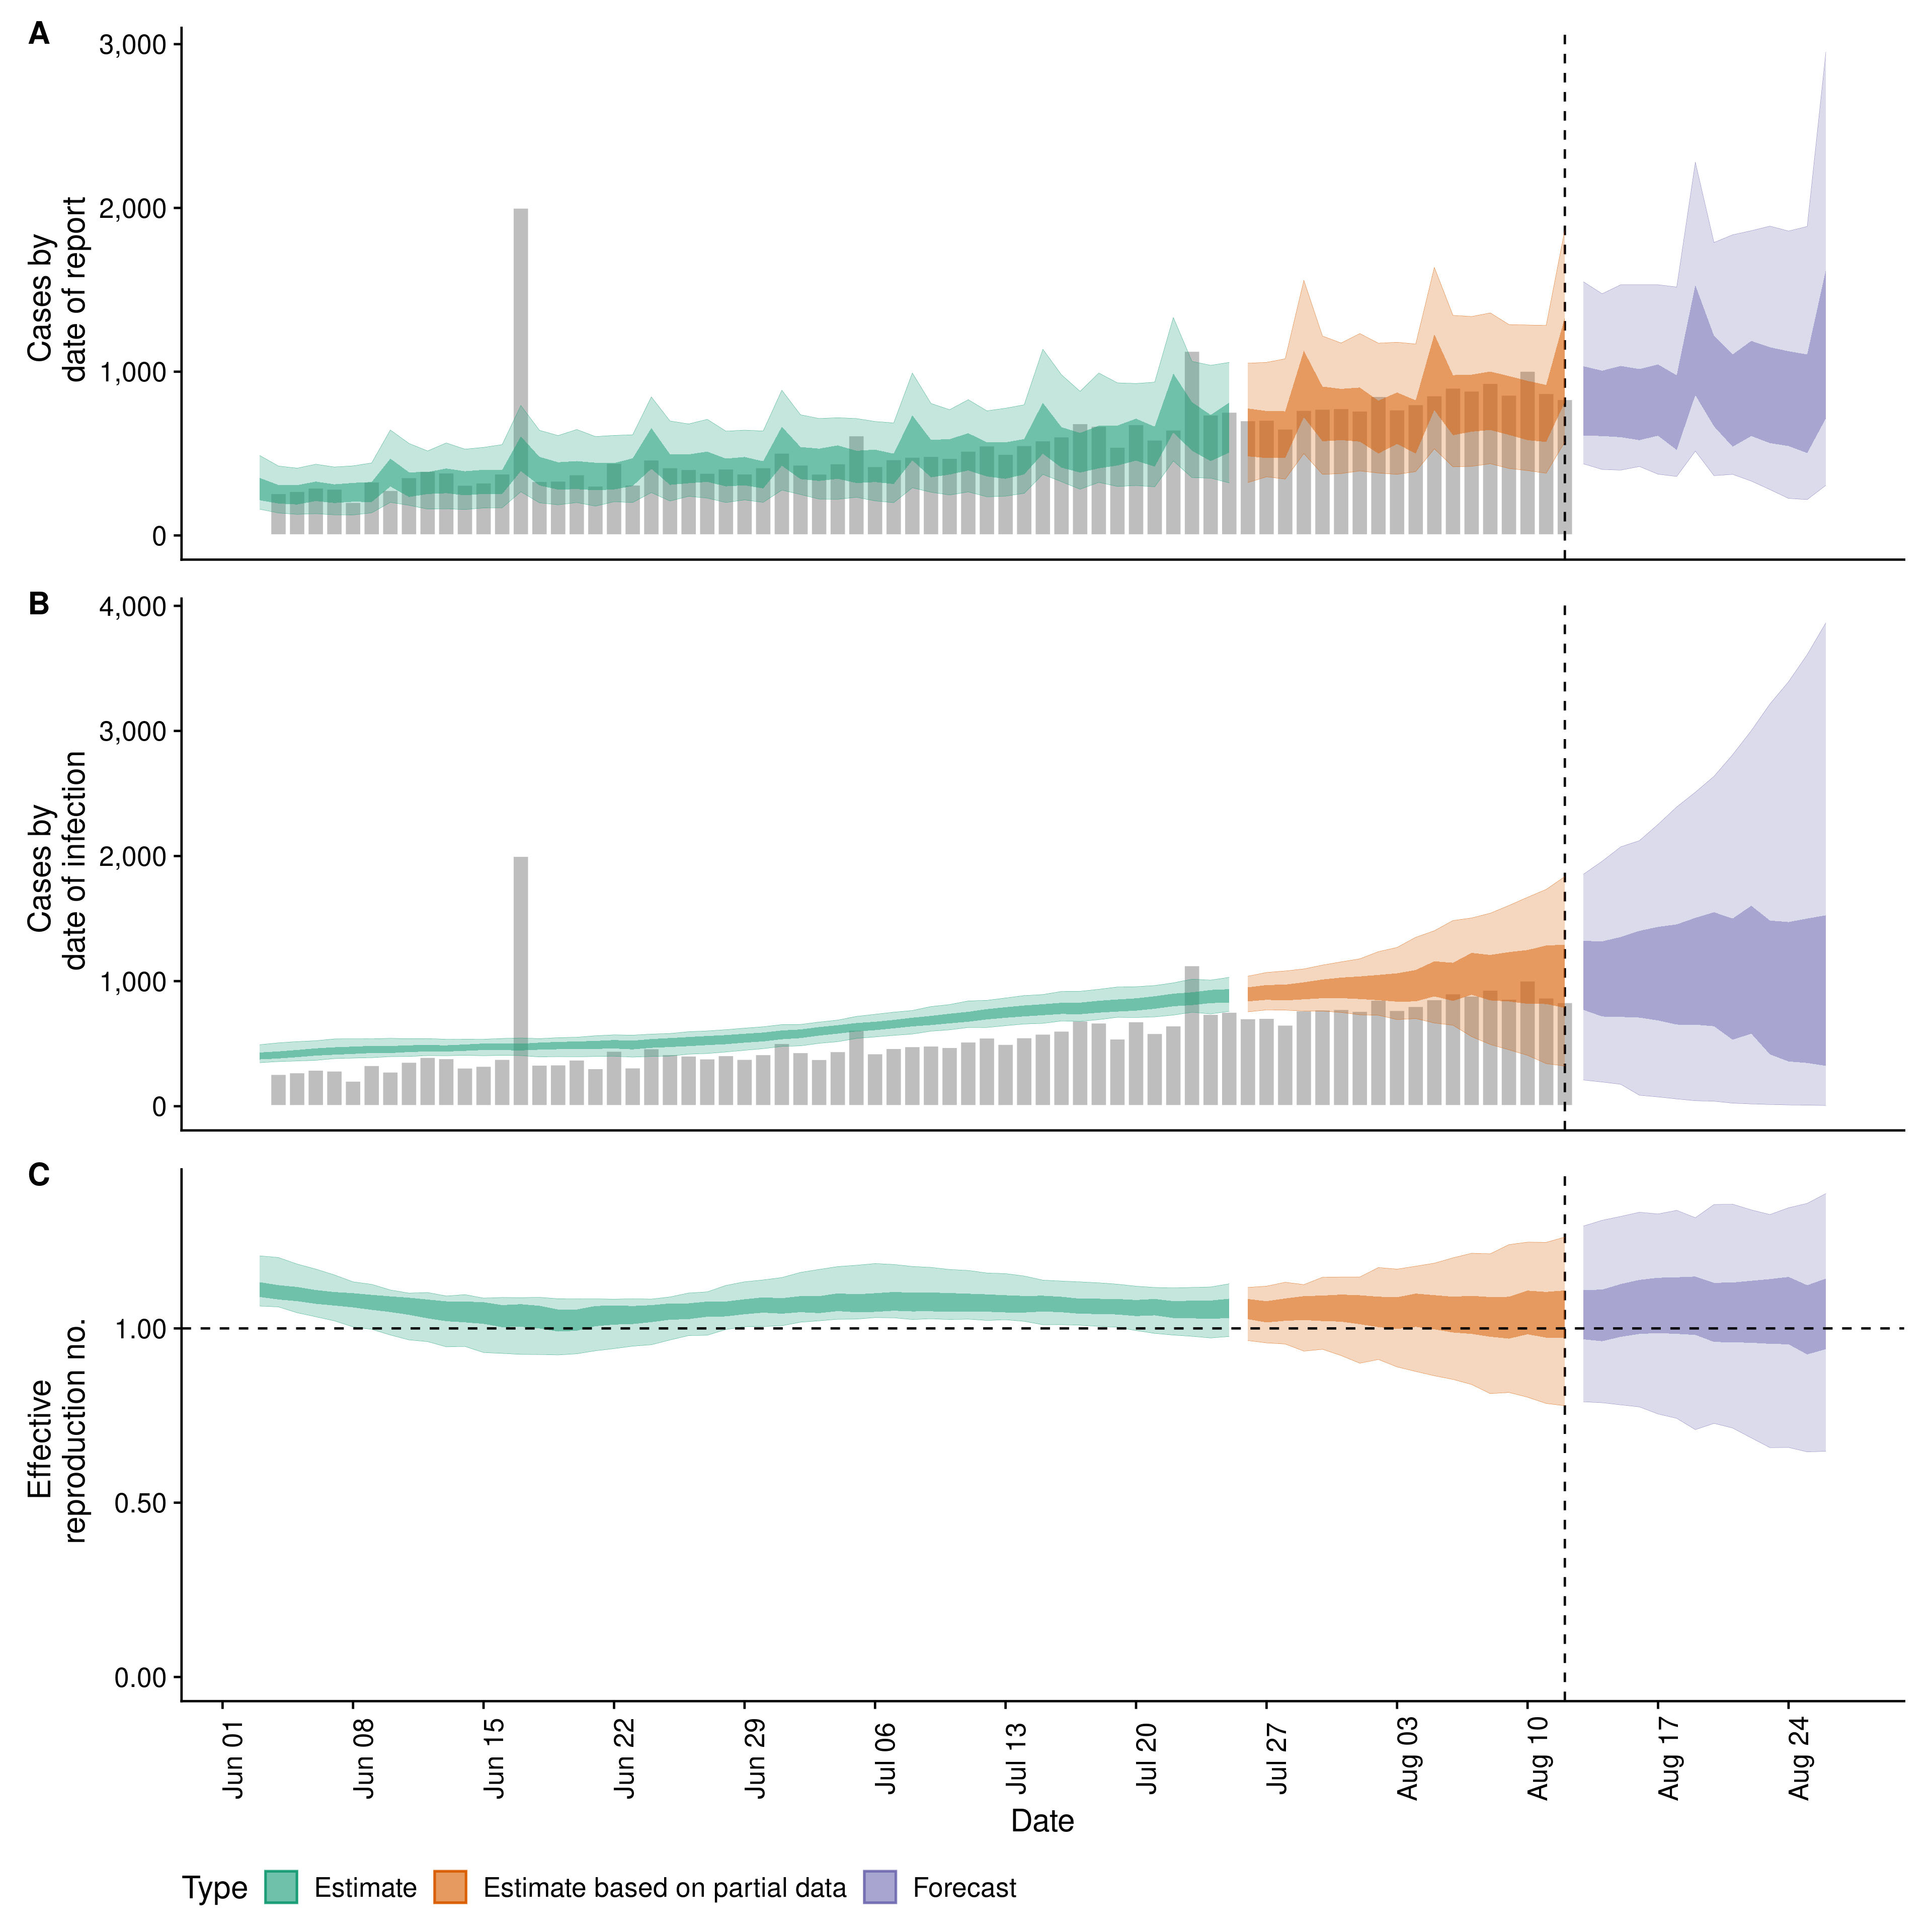 A
3,000
2,000
1,000
0
Cases by
date of report
B
4,000
3,000
2,000
1,000
0
Cases by
date of infection
C
1.00
0.50
0.00
Effective
reproduction no.
Jun 01
Jun 08
Jun 15
Jun 22
Jun 29
Jul 06
Jul 13
Jul 20
Jul 27
Aug 03
Aug 10
Aug 17
Aug 24
Date
Type Estimate Estimate based on partial data Forecast